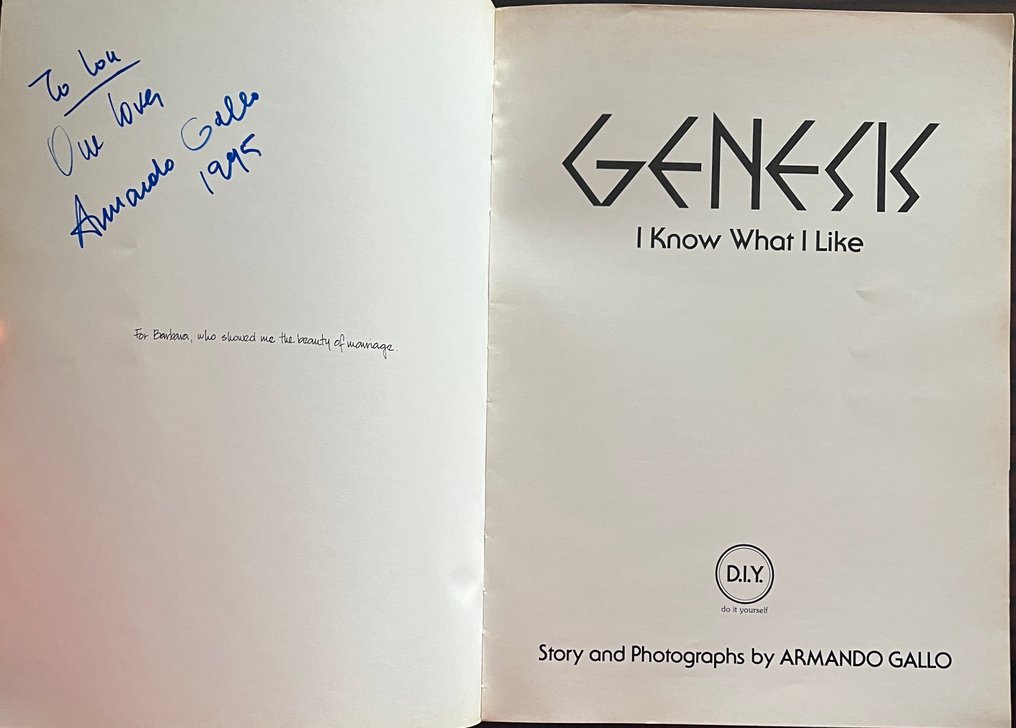 To Lou
One love
Armando Gallo
1995
For Barbara, who showed me the beauty of marriage.
GENESIS
I Know What I Like
D.I.Y.
do it yourself
Story and Photographs by ARMANDO GALLO